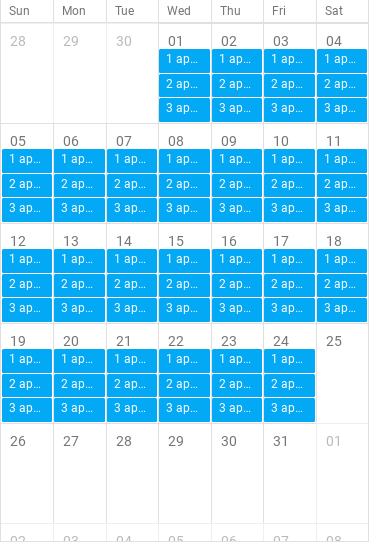 Sun Mon Tue Wed Thu Fri Sat
28 29 30 01 02 03 04
1 ap... 1 ap... 1 ap... 1 ap...
2 ap... 2 ap... 2 ap... 2 ap...
3 ap... 3 ap... 3 ap... 3 ap...
05 06 07 08 09 10 11
1 ap... 1 ap... 1 ap... 1 ap... 1 ap... 1 ap... 1 ap...
2 ap... 2 ap... 2 ap... 2 ap... 2 ap... 2 ap... 2 ap...
3 ap... 3 ap... 3 ap... 3 ap... 3 ap... 3 ap... 3 ap...
12 13 14 15 16 17 18
1 ap... 1 ap... 1 ap... 1 ap... 1 ap... 1 ap... 1 ap...
2 ap... 2 ap... 2 ap... 2 ap... 2 ap... 2 ap... 2 ap...
3 ap... 3 ap... 3 ap... 3 ap... 3 ap... 3 ap... 3 ap...
19 20 21 22 23 24 25
1 ap... 1 ap... 1 ap... 1 ap... 1 ap... 1 ap...
2 ap... 2 ap... 2 ap... 2 ap... 2 ap... 2 ap...
3 ap... 3 ap... 3 ap... 3 ap... 3 ap... 3 ap...
26 27 28 29 30 31 01
02 03 04 05 06 07 08